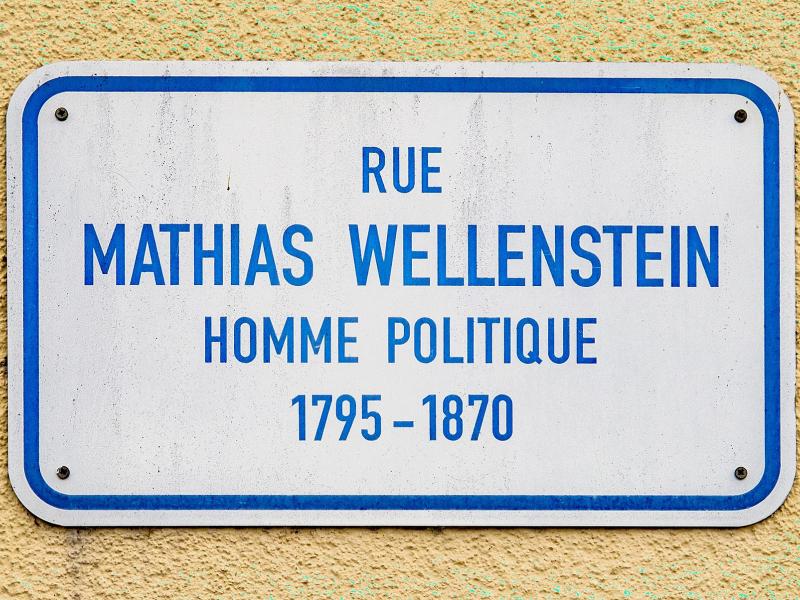 RUE
MATHIAS WELLENSTEIN
HOMME POLITIQUE
1795-1870